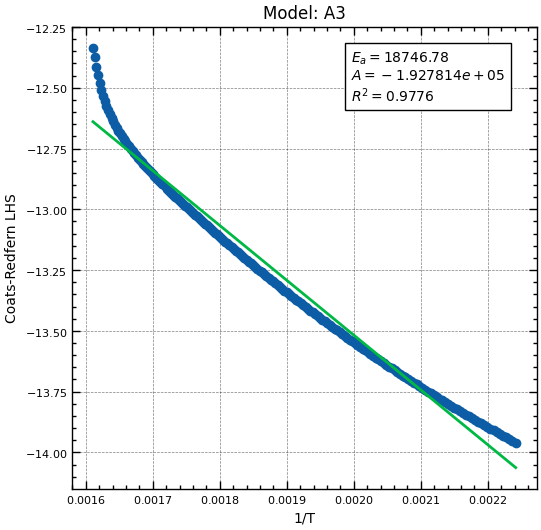 Model: A3
−12.25
−12.50
−12.75
−13.00
−13.25
−13.50
−13.75
−14.00
Coats-Redfern LHS
E_a = 18746.78
A = −1.927814e + 05
R² = 0.9776
0.0016 0.0017 0.0018 0.0019 0.0020 0.0021 0.0022
1/T